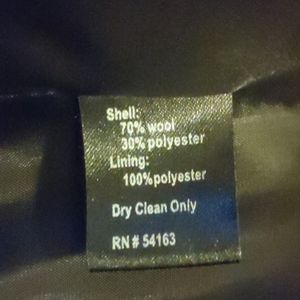 Shell:
70% wool
30% polyester
Lining:
100%polyester
Dry Clean Only
RN # 54163